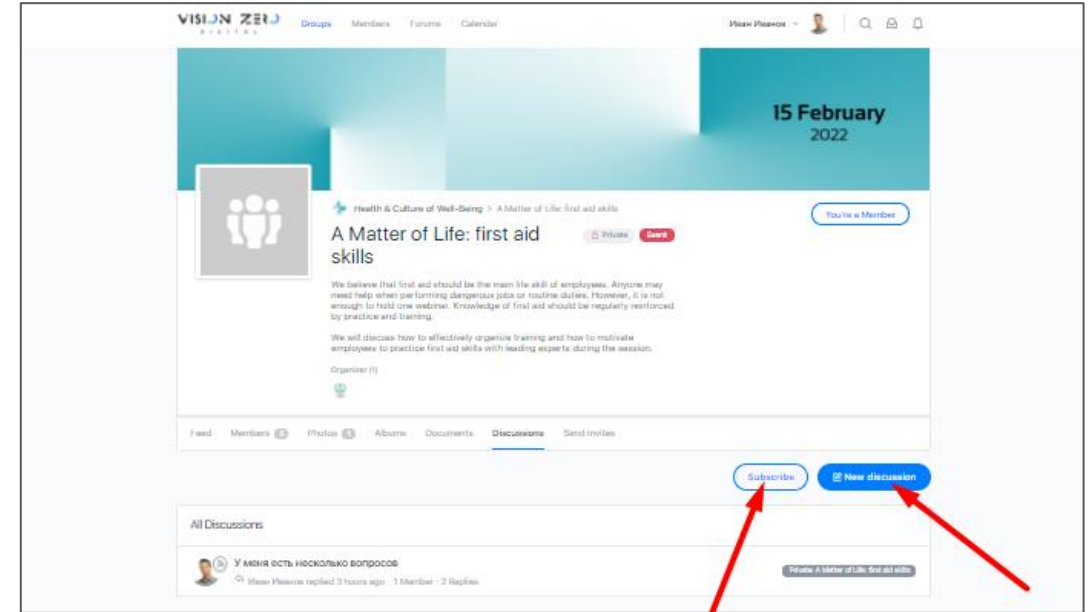 VISION ZERO
DIGITAL
Groups Members Forums Calendar
Иван Иванов
15 February
2022
Health & Culture of Well-Being > A Matter of Life: first aid skills
You're a Member
A Matter of Life: first aid
skills
Private Event
We believe that first aid should be the main life skill of employees. Anyone may
need help when performing dangerous jobs or routine duties. However, it is not
enough to hold one webinar. Knowledge of first aid should be regularly reinforced
by practice and training.
We will discuss how to effectively organize training and how to motivate
employees to practice first aid skills with leading experts during the session.
Organizer (1)
Feed Members Photos Albums Documents Discussions Send Invites
Subscribe New discussion
All Discussions
У меня есть несколько вопросов
Иван Иванов replied 3 hours ago · 1 Member · 2 Replies
Private: A Matter of Life: first aid skills